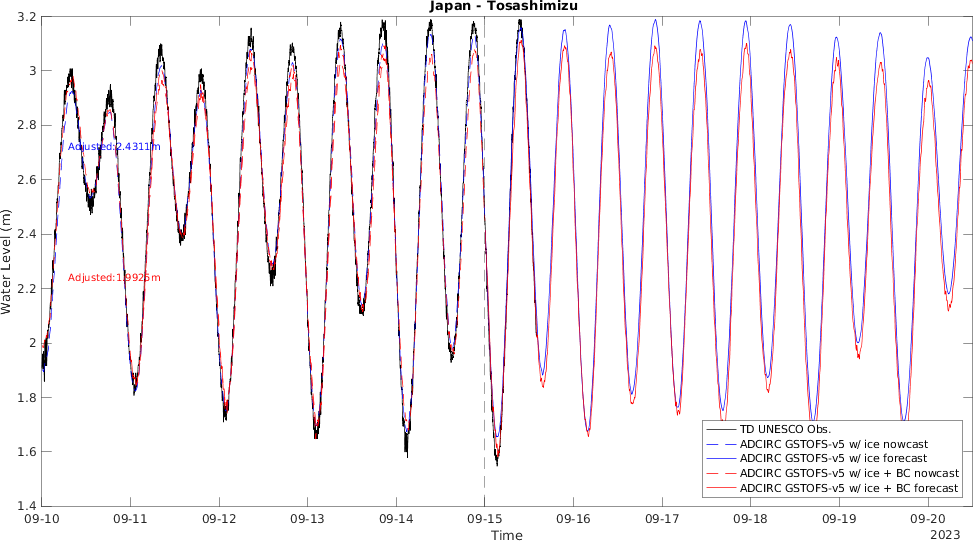 Japan - Tosashimizu
3.2
3
2.8
2.6
2.4
2.2
2
1.8
1.6
1.4
Water Level (m)
Adjusted:2.4311m
Adjusted:1.9925m
TD UNESCO Obs.
ADCIRC GSTOFS-v5 w/ ice nowcast
ADCIRC GSTOFS-v5 w/ ice forecast
ADCIRC GSTOFS-v5 w/ ice + BC nowcast
ADCIRC GSTOFS-v5 w/ ice + BC forecast
09-10 09-11 09-12 09-13 09-14 09-15 09-16 09-17 09-18 09-19 09-20
Time
2023